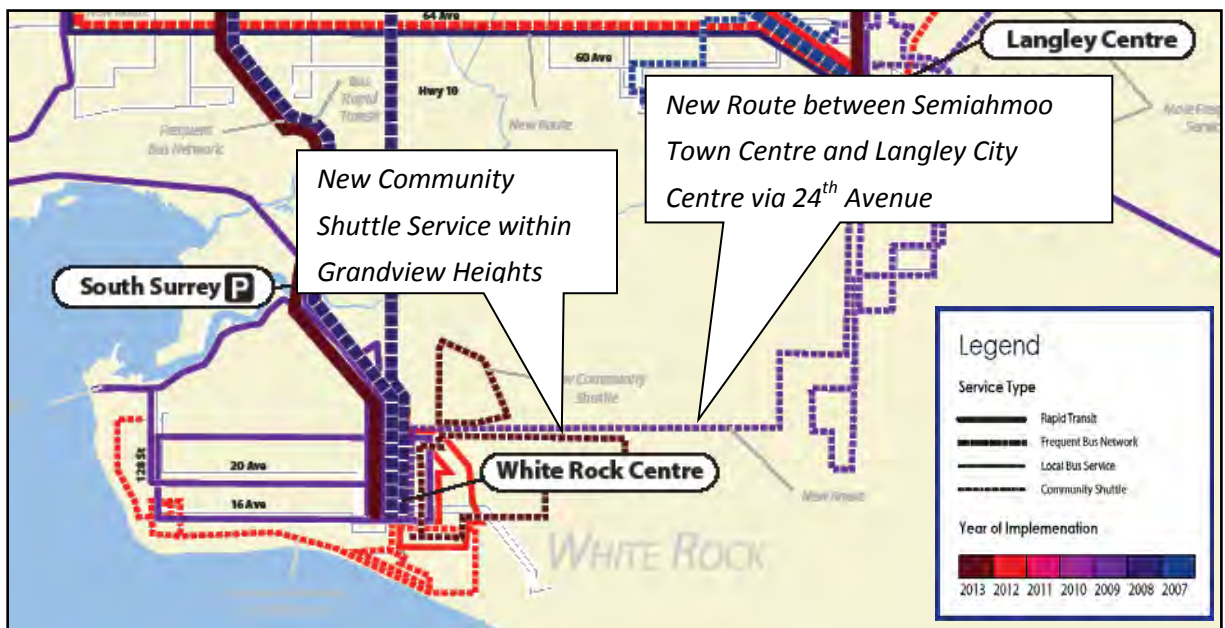 64 Ave
Langley Centre
60 Ave
Hwy 10
Bus
Rapid
Transit
Frequent
Bus Network
New Route
New Route between Semiahmoo
Town Centre and Langley City
Centre via 24th Avenue
New Community
Shuttle Service within
Grandview Heights
South Surrey P
Community
Shuttle
128 St
20 Ave
16 Ave
White Rock Centre
New Route
WHITE ROCK
Legend
Service Type
Rapid Transit
Frequent Bus Network
Local Bus Service
Community Shuttle
Year of Implemenation
2013 2012 2011 2010 2009 2008 2007